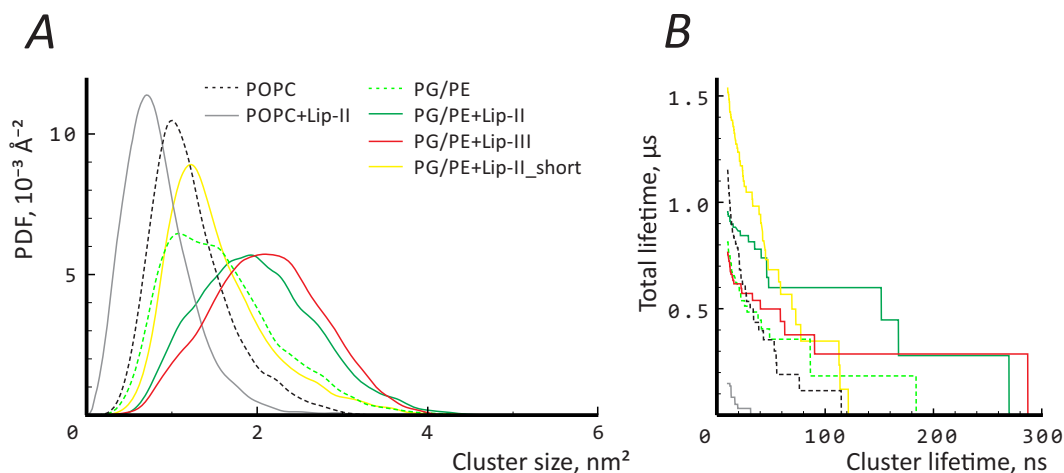 A
B
PDF, 10⁻³ Å⁻²
10
5
POPC
POPC+Lip-II
PG/PE
PG/PE+Lip-II
PG/PE+Lip-III
PG/PE+Lip-II_short
0 2 4 6
Cluster size, nm²
Total lifetime, µs
1.5
1.0
0.5
0 100 200 300
Cluster lifetime, ns